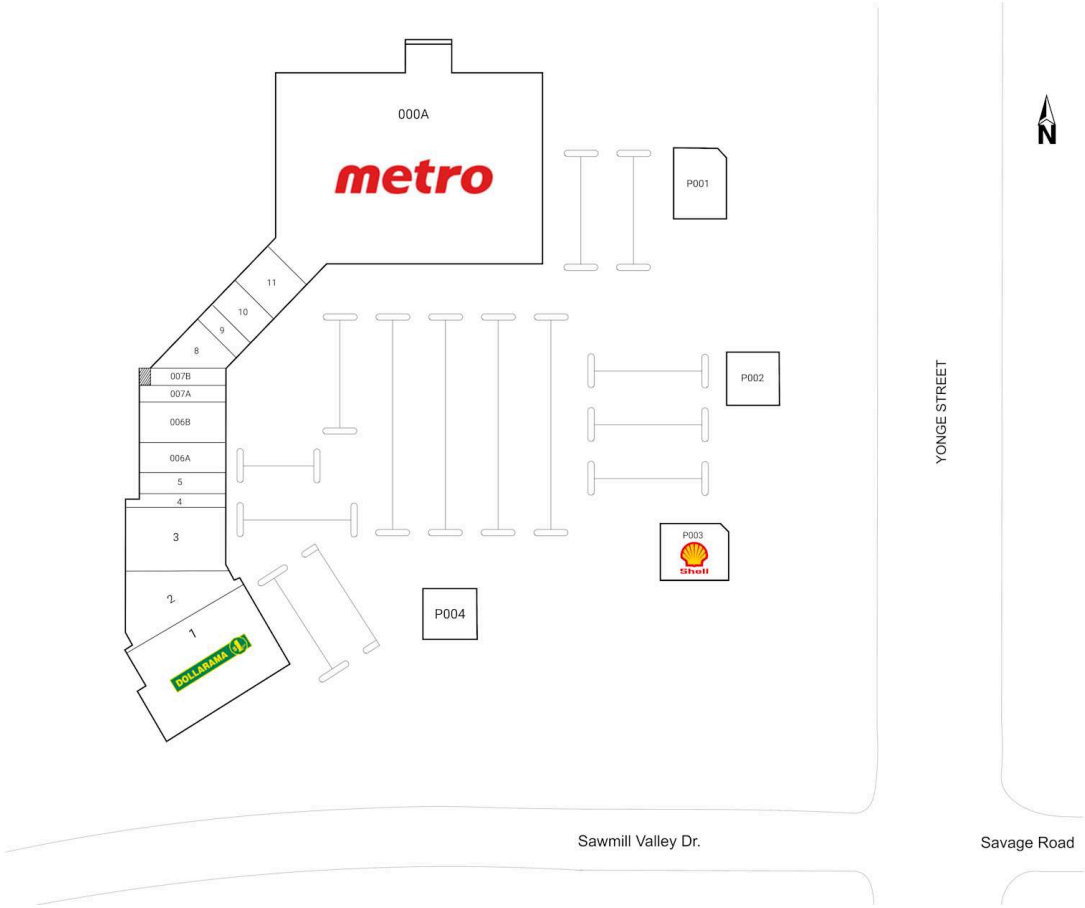 000A
metro
N
P001
11
10
9
8
007B
007A
006B
006A
5
4
3
2
1
DOLLARAMA
P002
YONGE STREET
P003
Shell
P004
Sawmill Valley Dr.
Savage Road